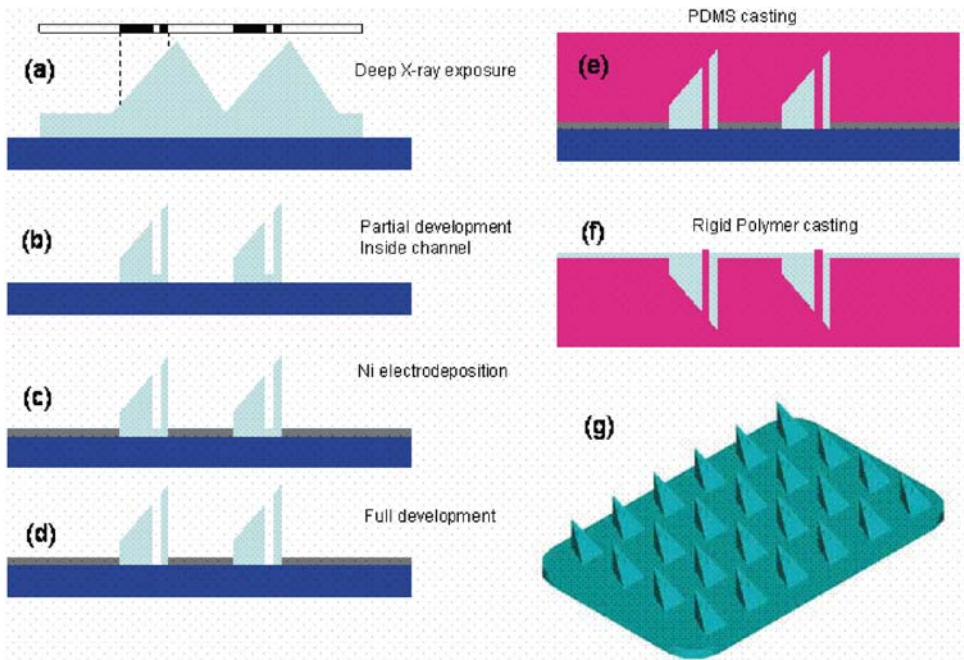 (a)
Deep X-ray exposure
(b)
Partial development
Inside channel
(c)
Ni electrodeposition
(d)
Full development
PDMS casting
(e)
Rigid Polymer casting
(f)
(g)